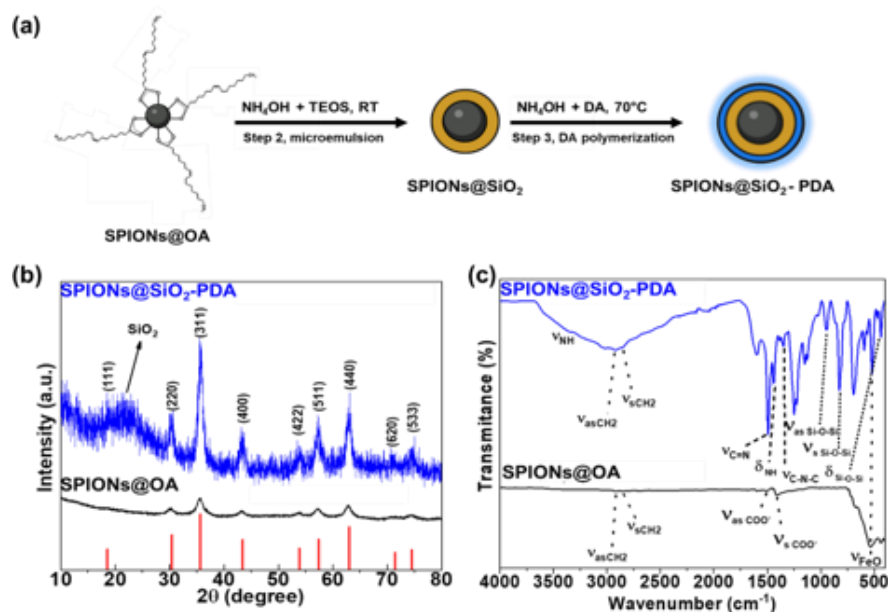 (a)
NH₄OH + TEOS, RT
Step 2, microemulsion
NH₄OH + DA, 70°C
Step 3, DA polymerization
SPIONs@OA
SPIONs@SiO₂
SPIONs@SiO₂ - PDA
(b)
SPIONs@SiO₂-PDA
SiO₂
(111)
(220)
(311)
(400)
(422)
(511)
(440)
(620)
(533)
SPIONs@OA
Intensity (a.u.)
10 20 30 40 50 60 70 80
2θ (degree)
(c)
SPIONs@SiO₂-PDA
νNH
νasCH2
νsCH2
νC=N
δNH
νC-N-C
νas Si-O-Si
νs Si-O-Si
δSi-O-Si
SPIONs@OA
νasCH2
νsCH2
νas COO⁻
νs COO⁻
νFeO
Transmitance (%)
4000 3500 3000 2500 2000 1500 1000 500
Wavenumber (cm⁻¹)